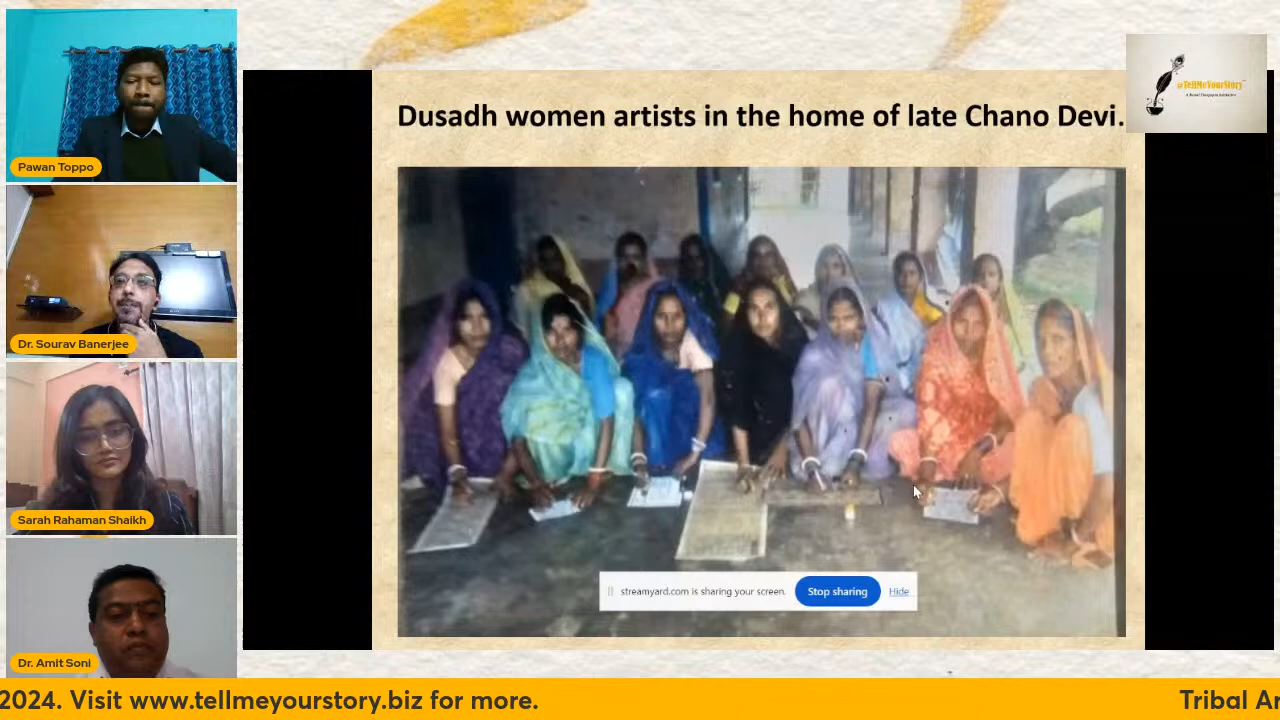 Dusadh women artists in the home of late Chano Devi.
#TellMeYourStory
Pawan Toppo
Dr. Sourav Banerjee
Sarah Rahaman Shaikh
Dr. Amit Soni
streamyard.com is sharing your screen.
Stop sharing
Hide
2024. Visit www.tellmeyourstory.biz for more.
Tribal Ar